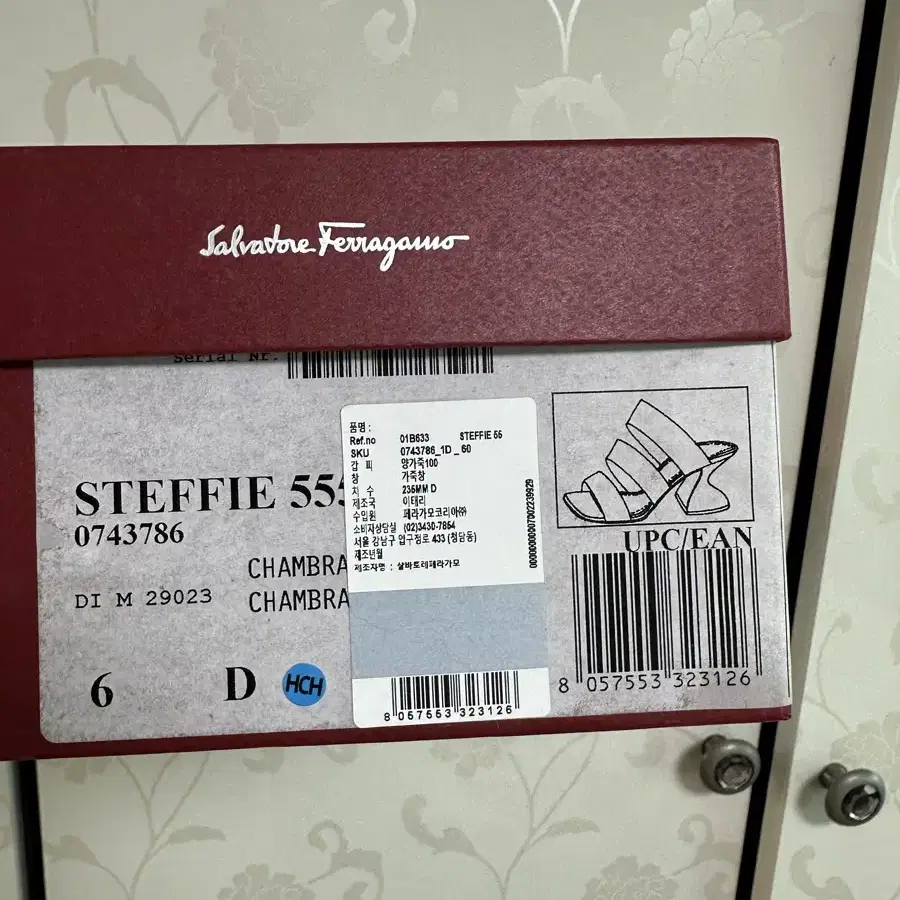 Salvatore Ferragamo
Serial Nr.
STEFFIE 555
0743786
CHAMBRA
DI M 29023
CHAMBRA
6 D HCH
품명 :
Ref.no 01B633 STEFFIE 55
SKU 0743786_1D _ 60
갑 피 양가죽100
창 가죽창
치 수 235MM D
제조국 이태리
수입원 페라가모코리아㈜
소비자상담실 (02)3430-7854
서울 강남구 압구정로 433 (청담동)
제조년월
제조자명 : 살바토레페라가모
0000000000007002239929
8 057553 323126
UPC/EAN
8 057553 323126